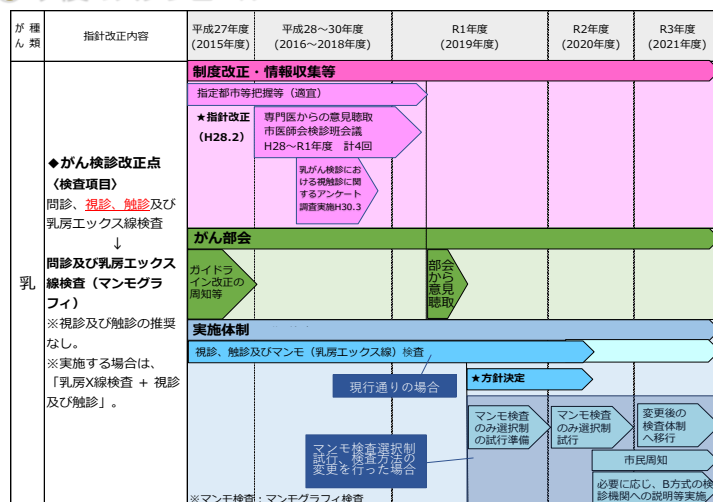 が種
ん類
指針改正内容
平成27年度
(2015年度)
平成28～30年度
(2016～2018年度)
R1年度
(2019年度)
R2年度
(2020年度)
R3年度
(2021年度)
乳
◆がん検診改正点
〈検査項目〉
問診、視診、触診及び
乳房エックス線検査
↓
問診及び乳房エックス
線検査（マンモグラ
フィ）
※視診及び触診の推奨
なし。
※実施する場合は、
「乳房X線検査 + 視診
及び触診」。
制度改正・情報収集等
指定都市等把握等（適宜）
★指針改正
（H28.2）
専門医からの意見聴取
市医師会検診班会議
H28～R1年度　計4回
乳がん検診にお
ける視触診に関
するアンケート
調査実施H30.3
がん部会
ガイドラ
イン改正の
周知等
部会
から
意見
聴取
実施体制
視診、触診及びマンモ（乳房エックス線）検査
現行通りの場合
★方針決定
マンモ検査選択制
試行、検査方法の
変更を行った場合
マンモ検査
のみ選択制
の試行準備
マンモ検査
のみ選択制
試行
変更後の
検査体制
へ移行
市民周知
必要に応じ、B方式の検
診機関への説明等実施
※マンモ検査：マンモグラフィ検査